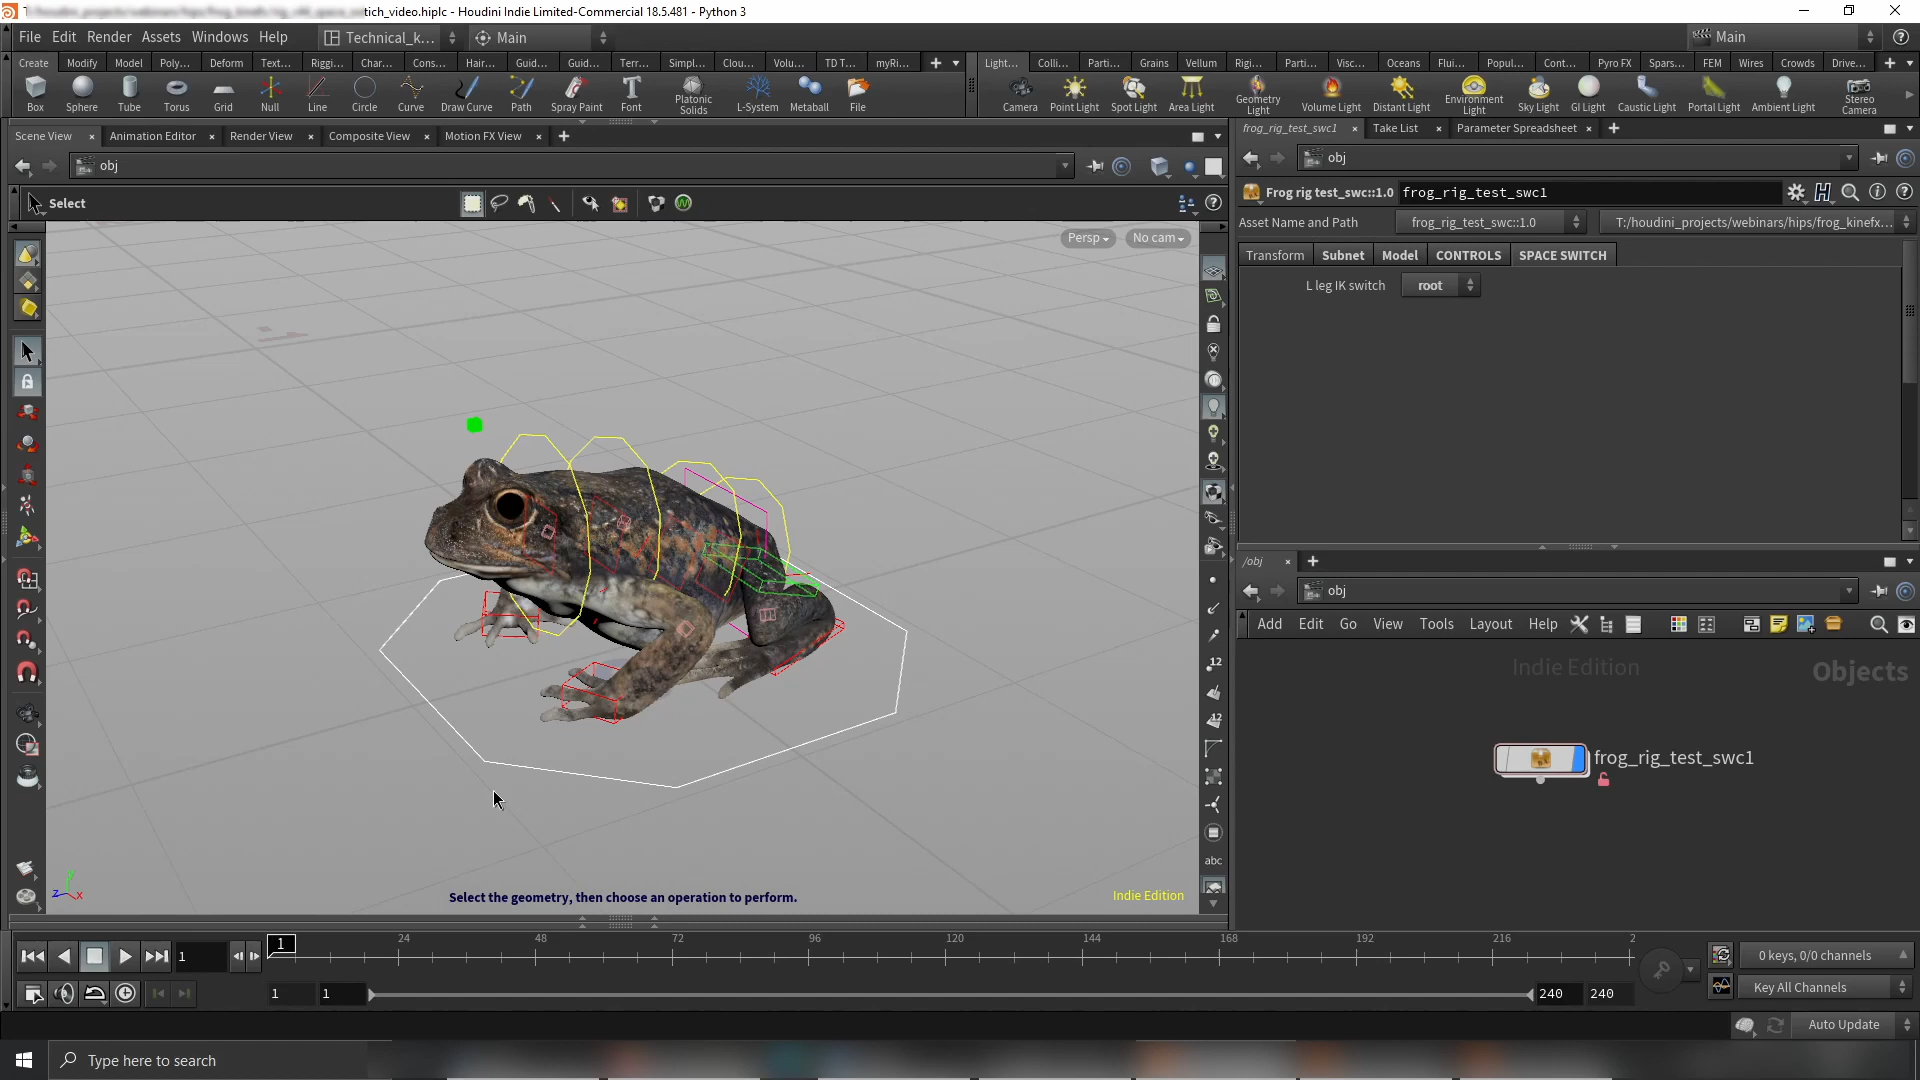 tich_video.hiplc - Houdini Indie Limited-Commercial 18.5.481 - Python 3
File Edit Render Assets Windows Help Technical_k... Main Main
Create Modify Model Poly... Deform Text... Riggi... Char... Cons... Hair... Guid... Guid... Terr... Simpl... Clou... Volu... TD T... myRi...
Light... Colli... Parti... Grains Vellum Rigi... Parti... Visc... Oceans Flui... Popul... Cont... Pyro FX Spars... FEM Wires Crowds Drive...
Box Sphere Tube Torus Grid Null Line Circle Curve Draw Curve Path Spray Paint Font Platonic Solids L-System Metaball File
Camera Point Light Spot Light Area Light Geometry Light Volume Light Distant Light Environment Light Sky Light GI Light Caustic Light Portal Light Ambient Light Stereo Camera
Scene View Animation Editor Render View Composite View Motion FX View
frog_rig_test_swc1 Take List Parameter Spreadsheet
obj
obj
Select
Frog rig test_swc::1.0 frog_rig_test_swc1
Asset Name and Path frog_rig_test_swc::1.0 T:/houdini_projects/webinars/hips/frog_kinefx...
Persp No cam
Transform Subnet Model CONTROLS SPACE SWITCH
L leg IK switch root
/obj
obj
Add Edit Go View Tools Layout Help
Indie Edition Objects
12
12
frog_rig_test_swc1
abc
y
z x
Select the geometry, then choose an operation to perform.
Indie Edition
1 1 24 48 72 96 120 144 168 192 216 2
0 keys, 0/0 channels
1 1 240 240
Key All Channels
Auto Update
Type here to search